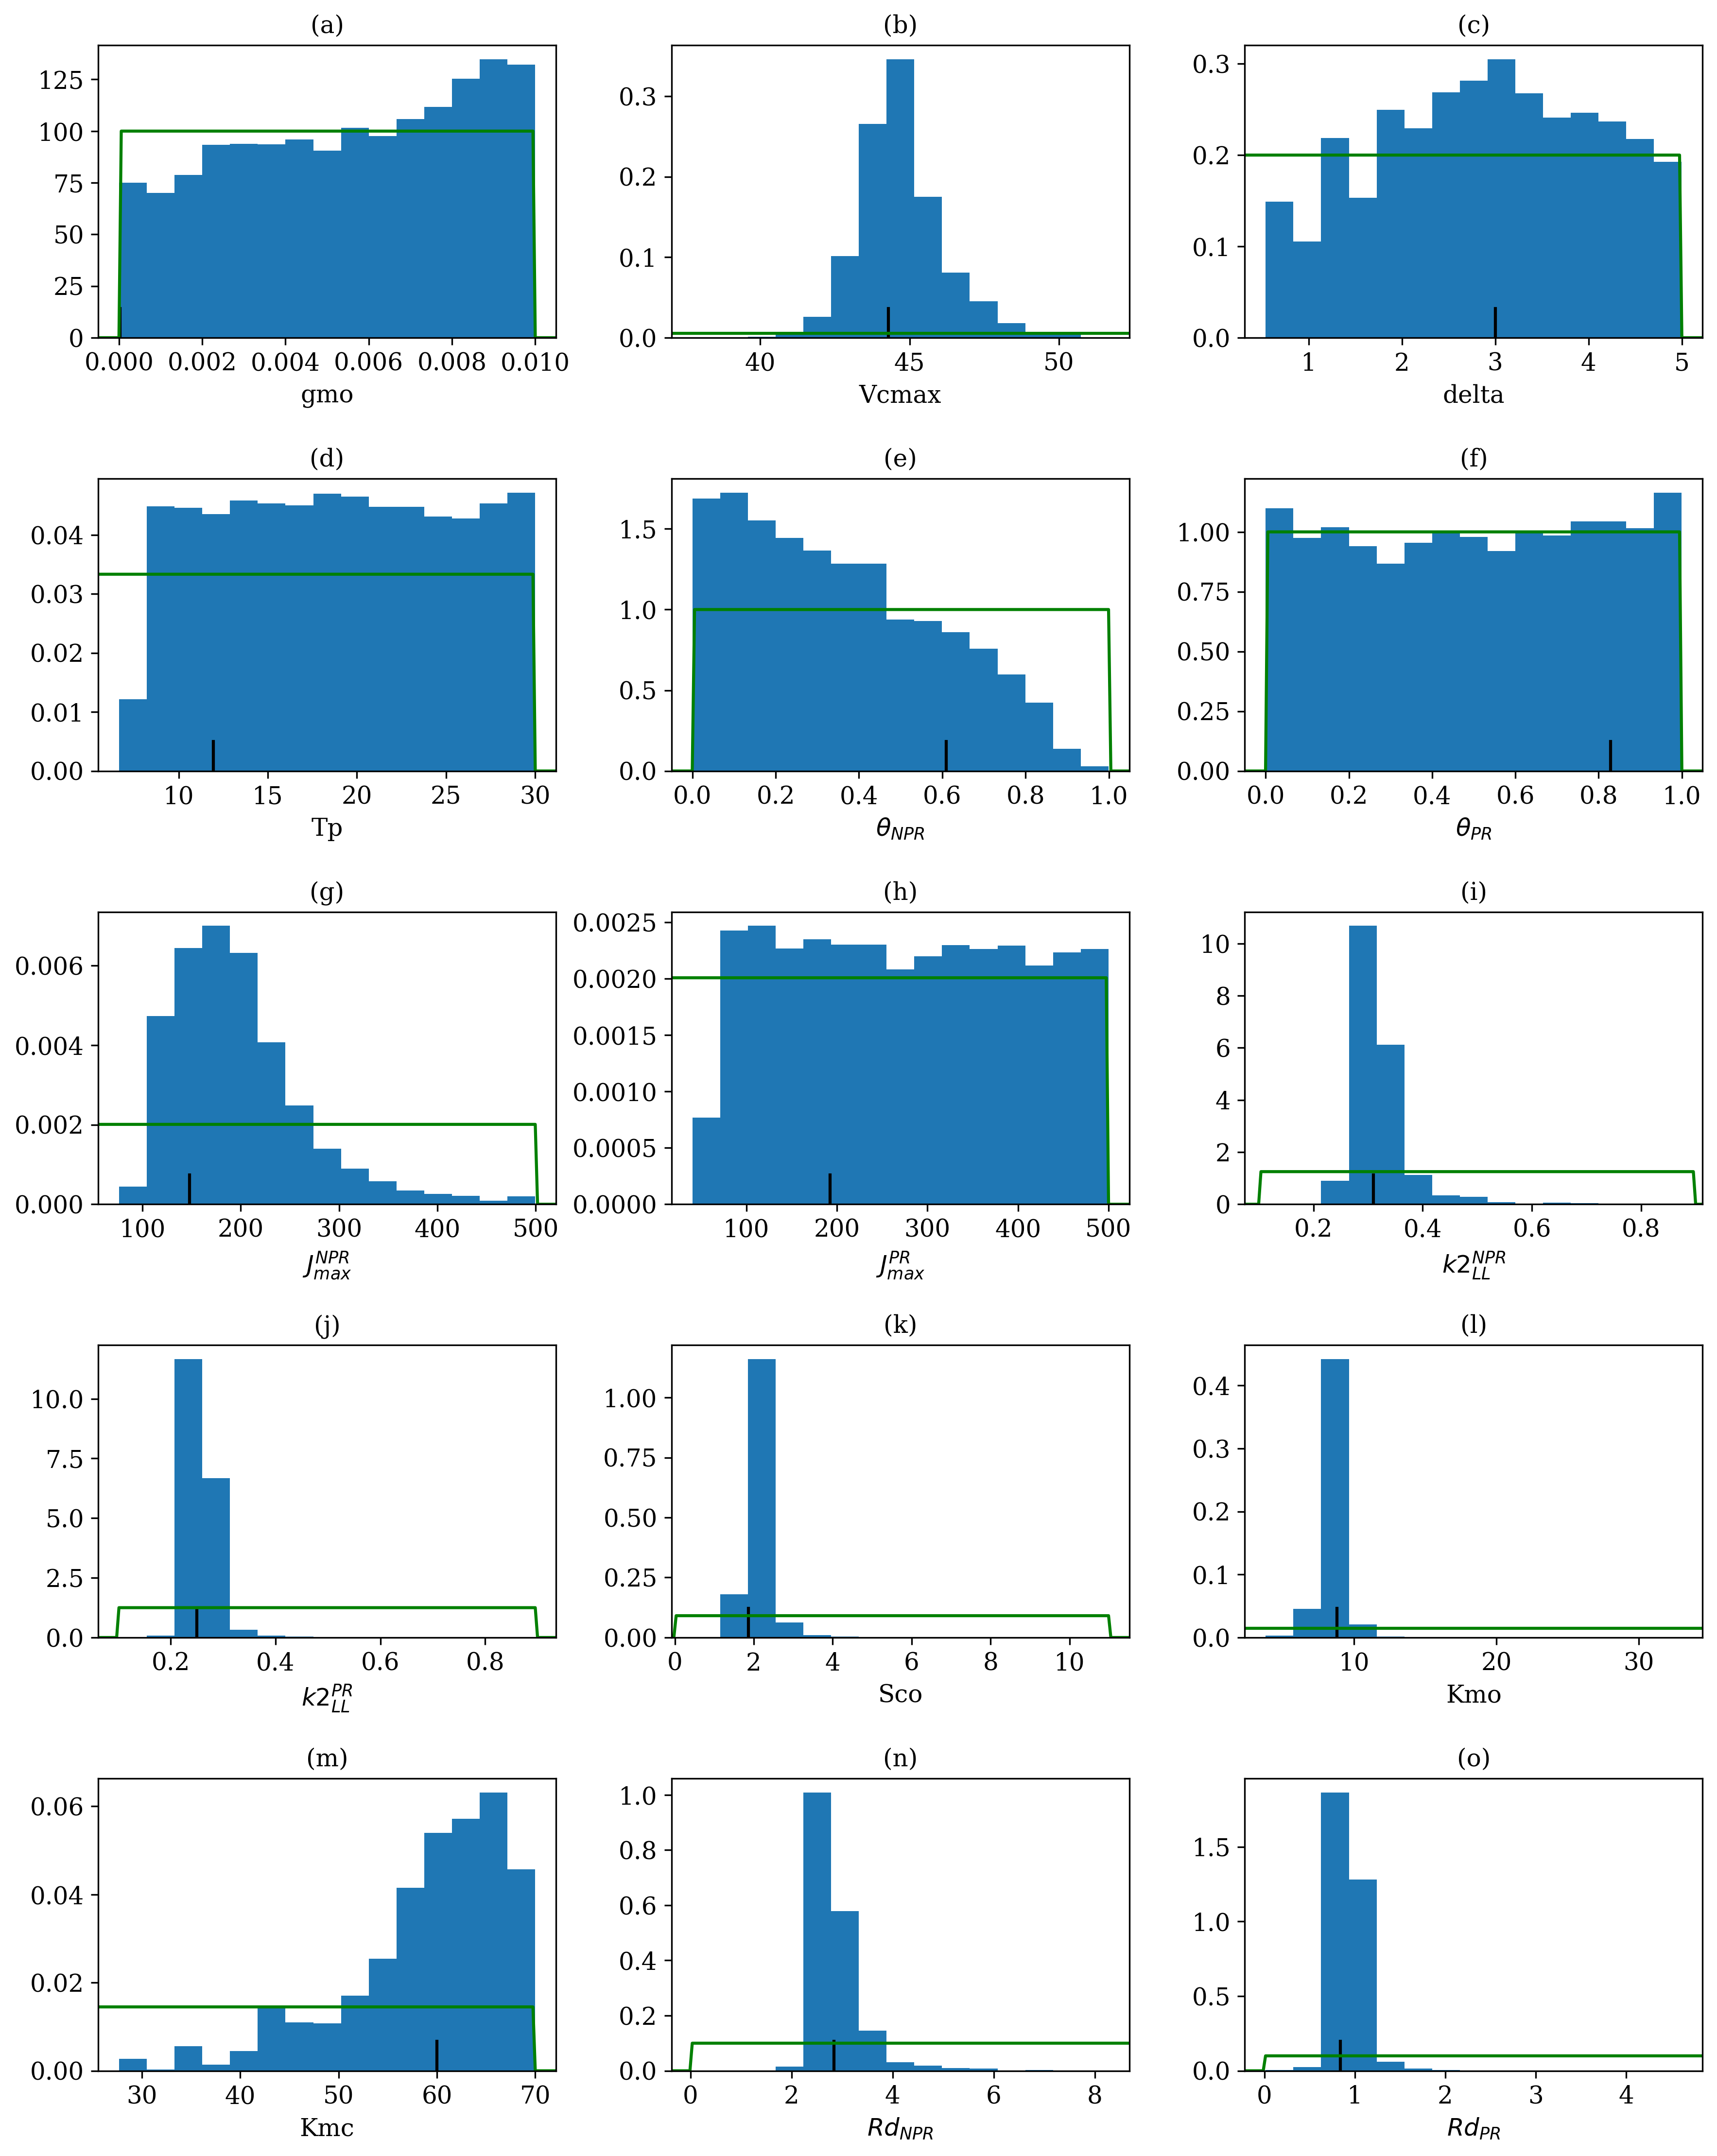 (a) (b) (c)
125 0.3 0.3
100
75 0.2 0.2
50 0.1 0.1
25
0 0.0 0.0
0.000 0.002 0.004 0.006 0.008 0.010 40 45 50 1 2 3 4 5
gmo Vcmax delta
(d) (e) (f)
0.04 1.5 1.00
0.03 1.0 0.75
0.02 0.50
0.01 0.5 0.25
0.00 0.0 0.00
10 15 20 25 30 0.0 0.2 0.4 0.6 0.8 1.0 0.0 0.2 0.4 0.6 0.8 1.0
Tp θ_NPR θ_PR
(g) (h) (i)
0.006 0.0025 10
0.0020 8
0.004 0.0015 6
0.002 0.0010 4
0.0005 2
0.000 0.0000 0
100 200 300 400 500 100 200 300 400 500 0.2 0.4 0.6 0.8
J_max^NPR J_max^PR k2_LL^NPR
(j) (k) (l)
10.0 1.00 0.4
7.5 0.75 0.3
5.0 0.50 0.2
2.5 0.25 0.1
0.0 0.00 0.0
0.2 0.4 0.6 0.8 0 2 4 6 8 10 10 20 30
k2_LL^PR Sco Kmo
(m) (n) (o)
0.06 1.0 1.5
0.8
0.04 0.6 1.0
0.02 0.4 0.5
0.2
0.00 0.0 0.0
30 40 50 60 70 0 2 4 6 8 0 1 2 3 4
Kmc Rd_NPR Rd_PR